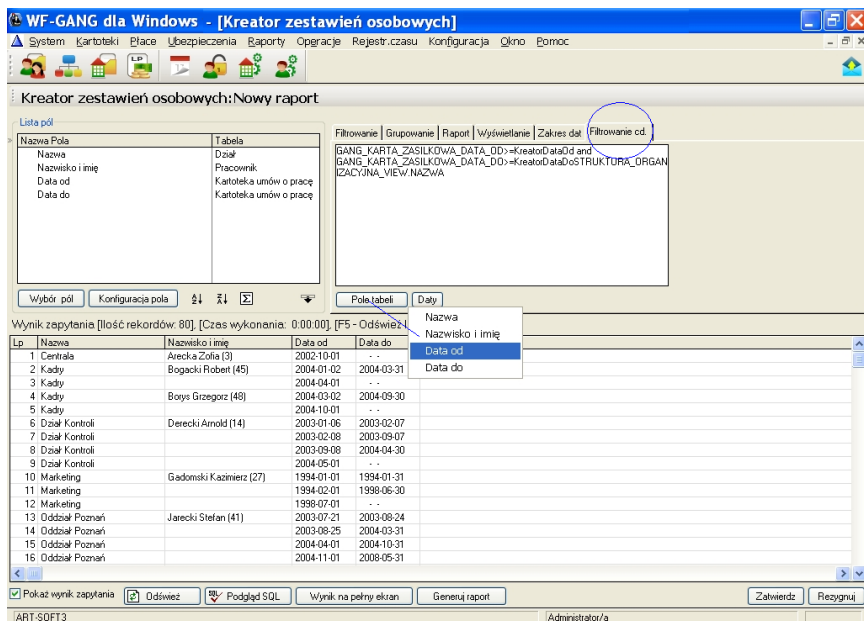 WF-GANG dla Windows - [Kreator zestawień osobowych]
System Kartoteki Płace Ubezpieczenia Raporty Operacje Rejestr.czasu Konfiguracja Okno Pomoc
LP
Kreator zestawień osobowych:Nowy raport
Lista pól
Nazwa Pola Tabela
Nazwa Dział
Nazwisko i imię Pracownik
Data od Kartoteka umów o pracę
Data do Kartoteka umów o pracę
Filtrowanie Grupowanie Raport Wyświetlanie Zakres dat Filtrowanie cd.
GANG_KARTA_ZASILKOWA_DATA_OD>=KreatorDataOd and
GANG_KARTA_ZASILKOWA_DATA_DO>=KreatorDataDoSTRUKTURA_ORGAN
IZACYJNA_VIEW.NAZWA
Wybór pól Konfiguracja pola
Pole tabeli Daty
Nazwa
Nazwisko i imię
Data od
Data do
Wynik zapytania [Ilość rekordów: 80], [Czas wykonania: 0:00:00], [F5 - Odśwież
Lp Nazwa Nazwisko i imię Data od Data do
1 Centrala Arecka Zofia (3) 2002-10-01 - -
2 Kadry Bogacki Robert (45) 2004-01-02 2004-03-31
3 Kadry 2004-04-01 - -
4 Kadry Borys Grzegorz (48) 2004-03-02 2004-09-30
5 Kadry 2004-10-01 - -
6 Dział Kontroli Derecki Arnold (14) 2003-01-06 2003-02-07
7 Dział Kontroli 2003-02-08 2003-09-07
8 Dział Kontroli 2003-09-08 2004-04-30
9 Dział Kontroli 2004-05-01 - -
10 Marketing Gadomski Kazimierz (27) 1994-01-01 1994-01-31
11 Marketing 1994-02-01 1998-06-30
12 Marketing 1998-07-01 - -
13 Oddział Poznań Jarecki Stefan (41) 2003-07-21 2003-08-24
14 Oddział Poznań 2003-08-25 2004-03-31
15 Oddział Poznań 2004-04-01 2004-10-31
16 Oddział Poznań 2004-11-01 2008-05-31
Pokaż wynik zapytania Odśwież Podgląd SQL Wynik na pełny ekran Generuj raport Zatwierdz Rezygnuj
ART-SOFT3 Administrator/a